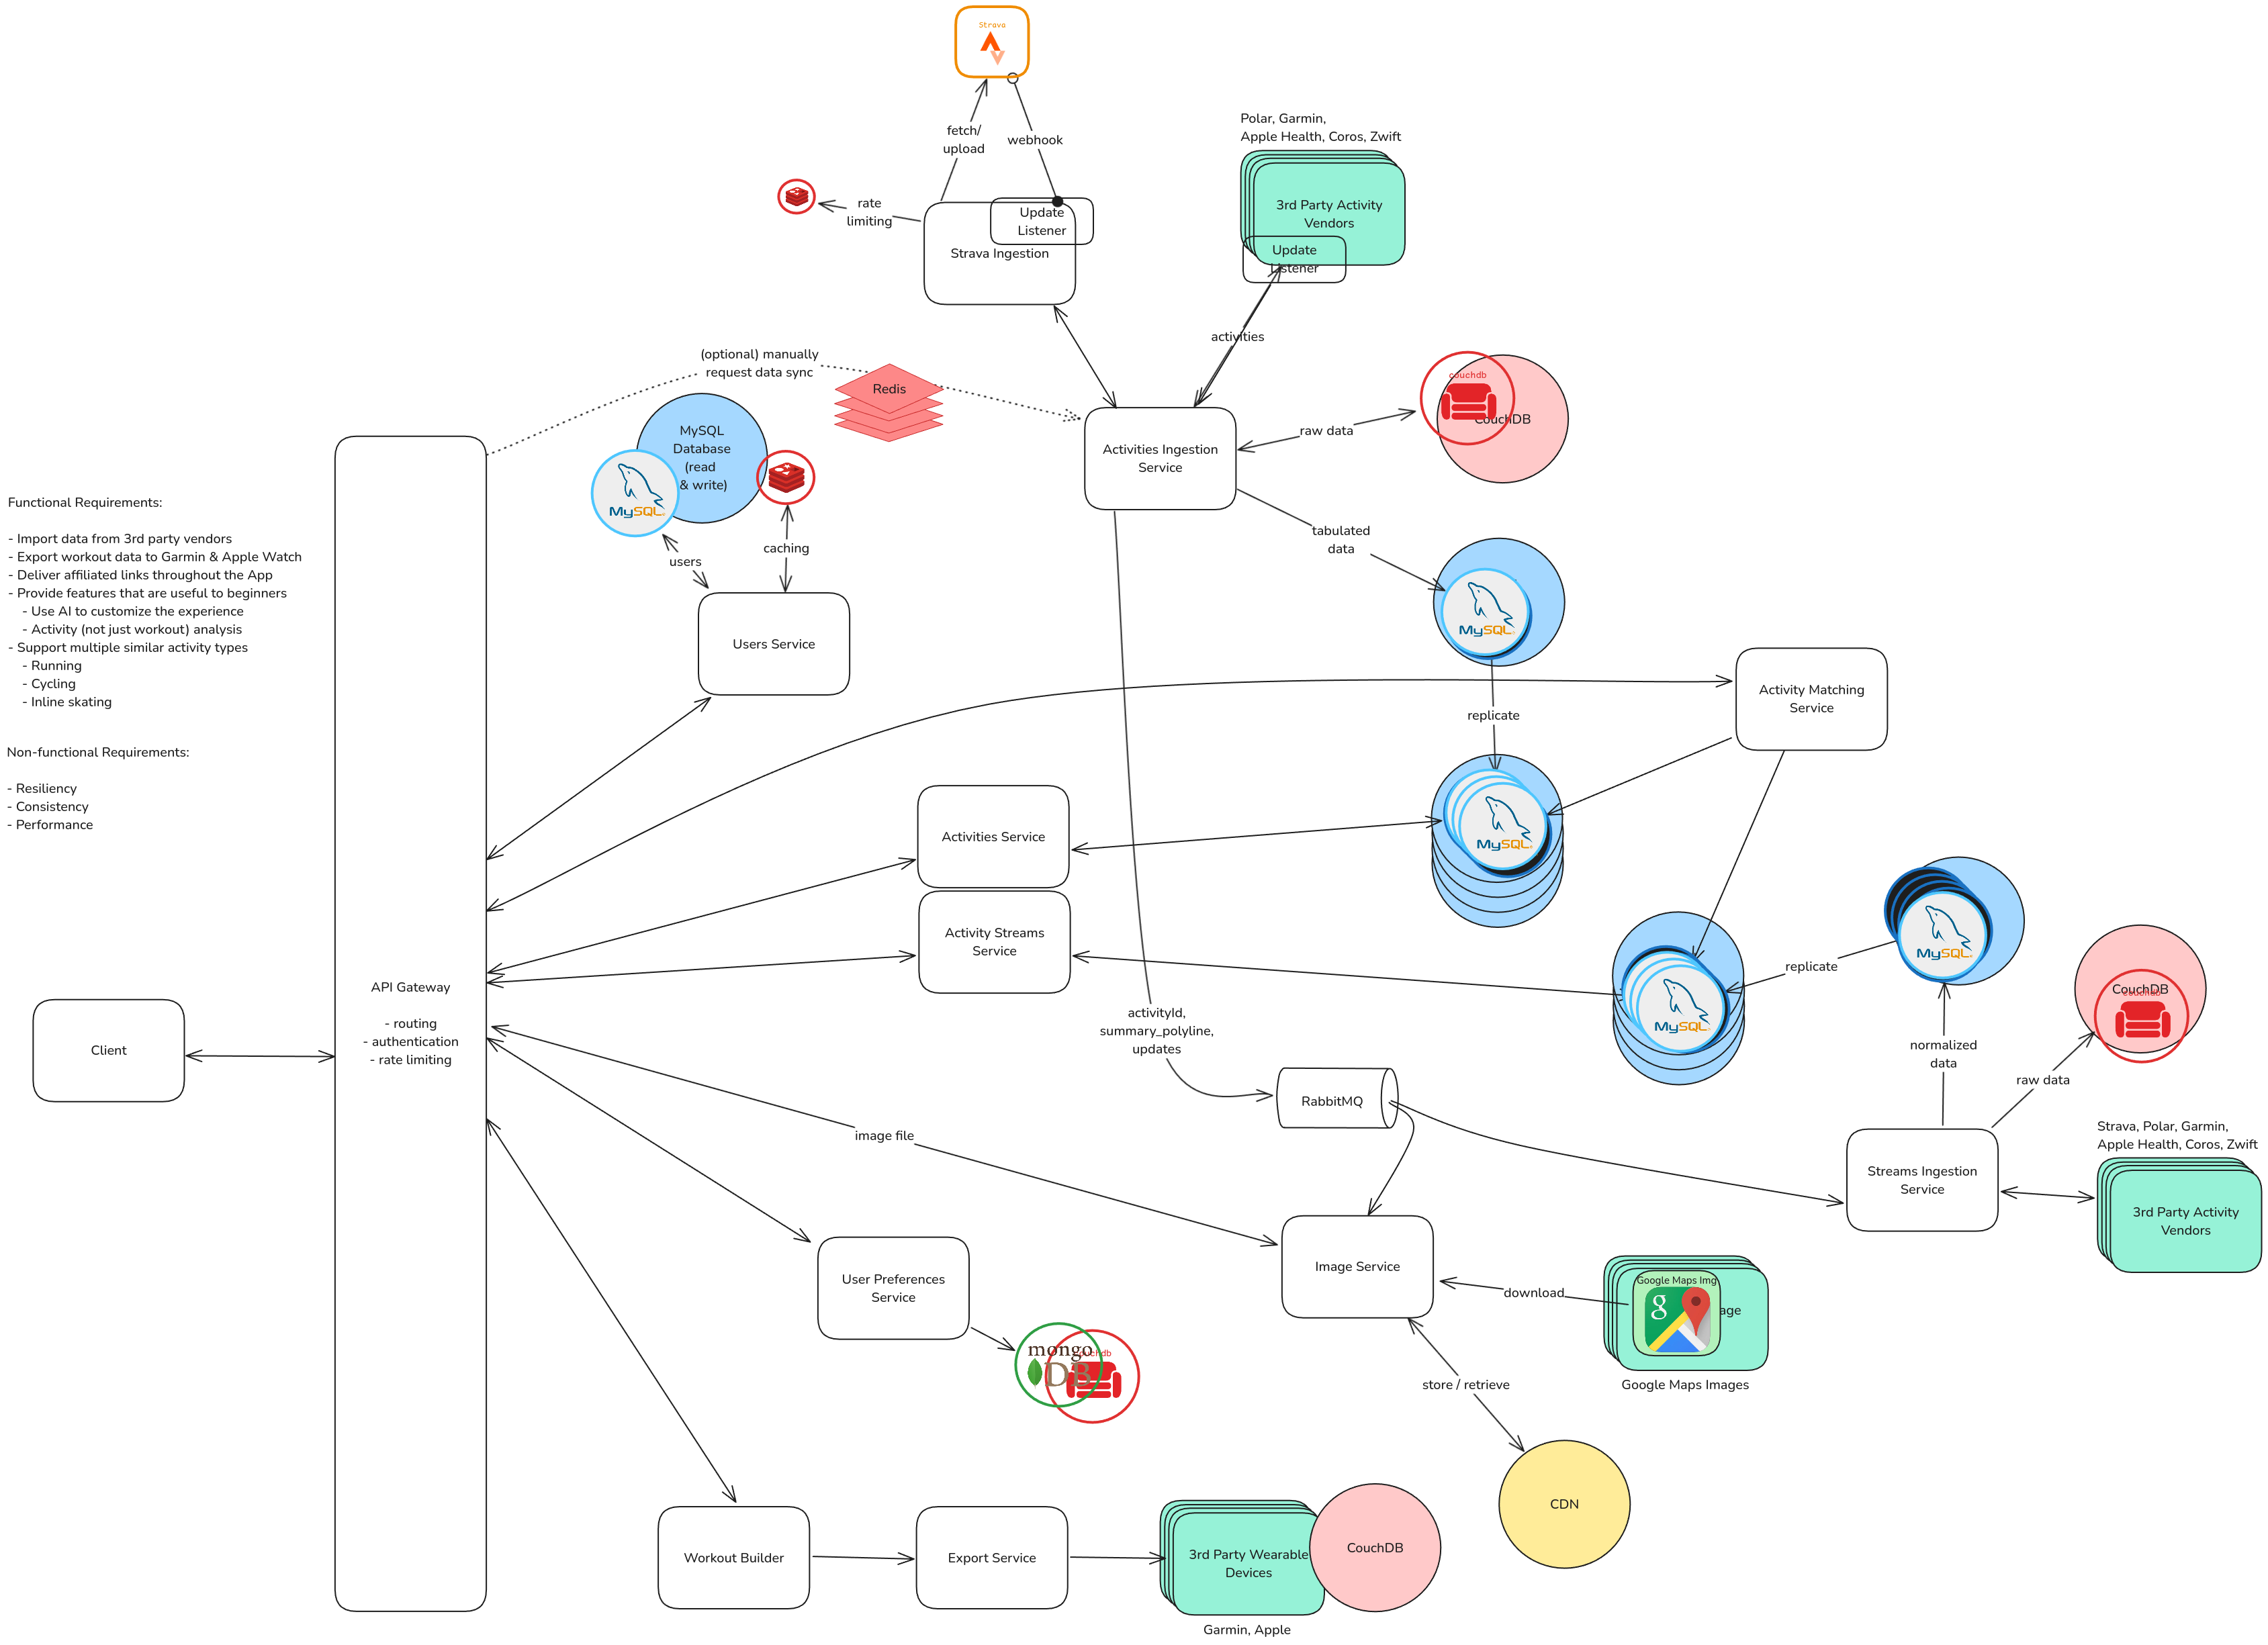 Strava
fetch/
upload
webhook
Polar, Garmin,
Apple Health, Coros, Zwift
3rd Party Activity
Vendors
Update
Listener
rate
limiting
Update
Listener
Strava Ingestion
activities
(optional) manually
request data sync
Redis
couchdb
CouchDB
raw data
Activities Ingestion
Service
MySQL
Database
(read
& write)
MySQL
users
caching
Users Service
tabulated
data
MySQL
replicate
Activity Matching
Service
Functional Requirements:
- Import data from 3rd party vendors
- Export workout data to Garmin & Apple Watch
- Deliver affiliated links throughout the App
- Provide features that are useful to beginners
- Use AI to customize the experience
- Activity (not just workout) analysis
- Support multiple similar activity types
- Running
- Cycling
- Inline skating
Non-functional Requirements:
- Resiliency
- Consistency
- Performance
Activities Service
MySQL
Activity Streams
Service
MySQL
replicate
MySQL
CouchDB
couchdb
API Gateway
- routing
- authentication
- rate limiting
Client
activityId,
summary_polyline,
updates
RabbitMQ
normalized
data
raw data
Strava, Polar, Garmin,
Apple Health, Coros, Zwift
Streams Ingestion
Service
3rd Party Activity
Vendors
image file
Image Service
download
Google Maps Img
g
age
Google Maps Images
User Preferences
Service
mongo
DB
couchdb
store / retrieve
CDN
Workout Builder
Export Service
3rd Party Wearable
Devices
CouchDB
Garmin, Apple